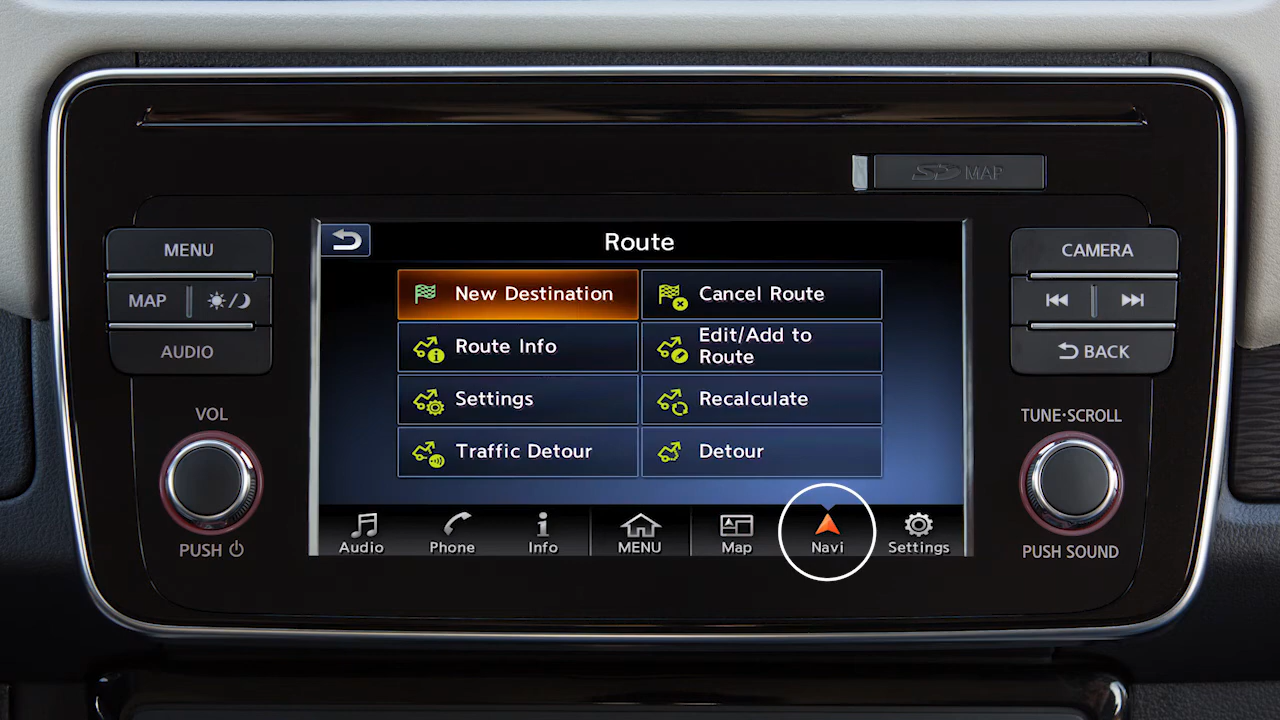 SD MAP
MENU
MAP
AUDIO
VOL
PUSH
Route
New Destination
Cancel Route
Route Info
Edit/Add to
Route
Settings
Recalculate
Traffic Detour
Detour
Audio
Phone
Info
MENU
Map
Navi
Settings
CAMERA
BACK
TUNE·SCROLL
PUSH SOUND